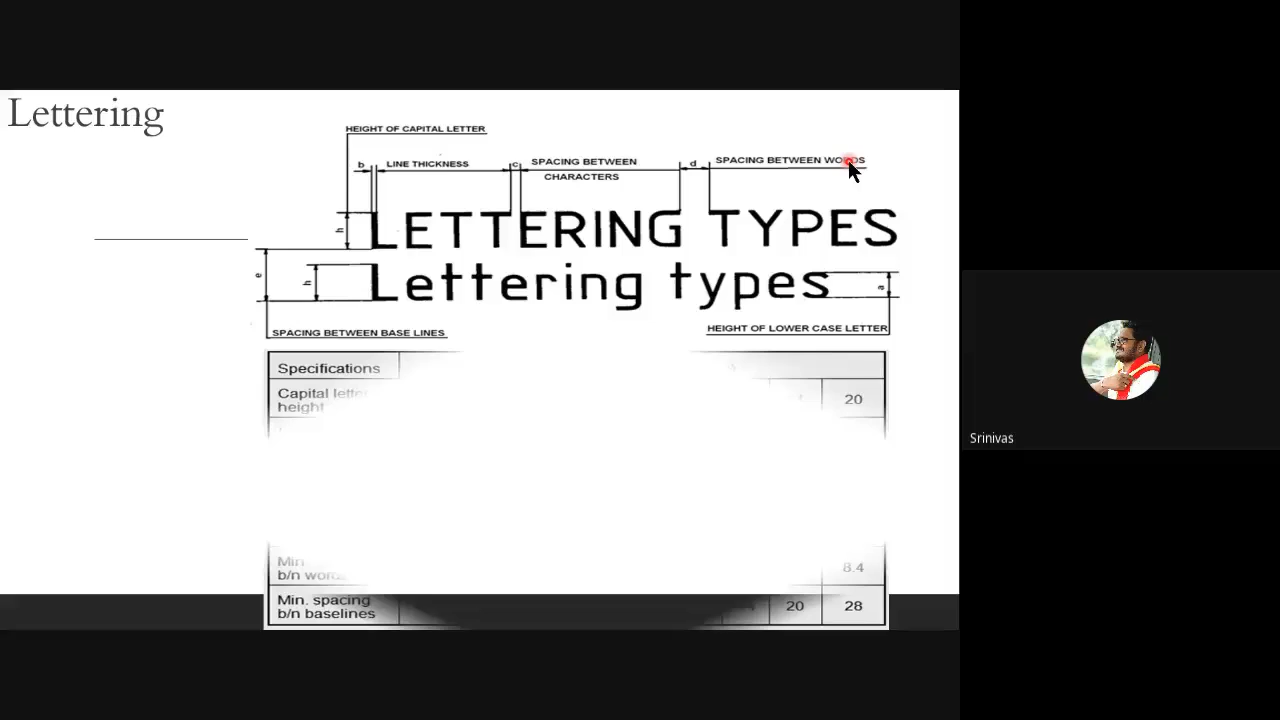 Lettering
HEIGHT OF CAPITAL LETTER
b LINE THICKNESS c SPACING BETWEEN CHARACTERS d SPACING BETWEEN WORDS
h LETTERING TYPES
e h Lettering types a
SPACING BETWEEN BASE LINES HEIGHT OF LOWER CASE LETTER
Specifications
Capital letter 20
height
Min
b/n words 8.4
Min. spacing 20 28
b/n baselines
Srinivas